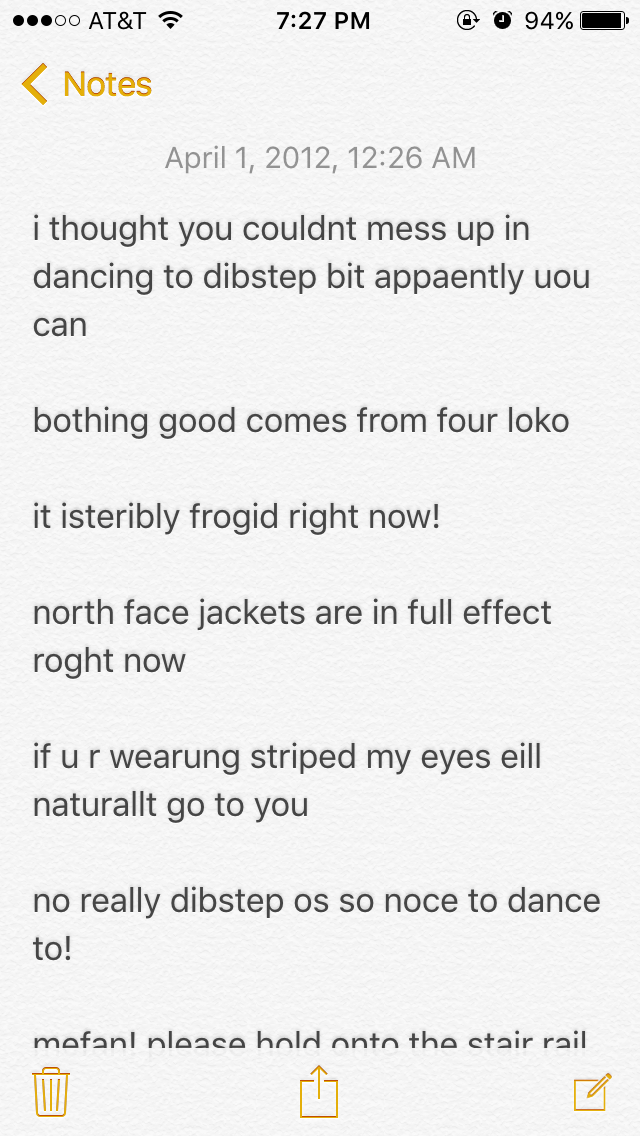 AT&T 7:27 PM 94%
Notes
April 1, 2012, 12:26 AM
i thought you couldnt mess up in
dancing to dibstep bit appaently uou
can
bothing good comes from four loko
it isteribly frogid right now!
north face jackets are in full effect
roght now
if u r wearung striped my eyes eill
naturallt go to you
no really dibstep os so noce to dance
to!
mefan! please hold onto the stair rail